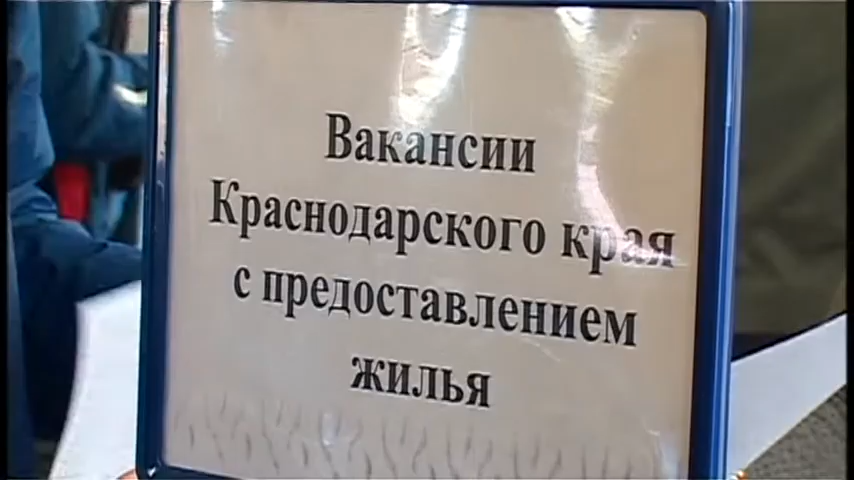 Вакансии
Краснодарского края
с предоставлением
жилья